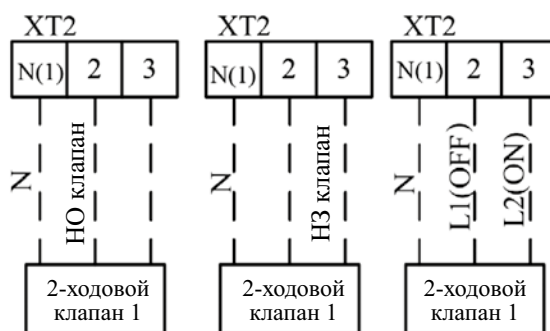 XT2
N(1) 2 3
N
НО клапан
2-ходовой
клапан 1
XT2
N(1) 2 3
N
НЗ клапан
2-ходовой
клапан 1
XT2
N(1) 2 3
N
L1(OFF)
L2(ON)
2-ходовой
клапан 1